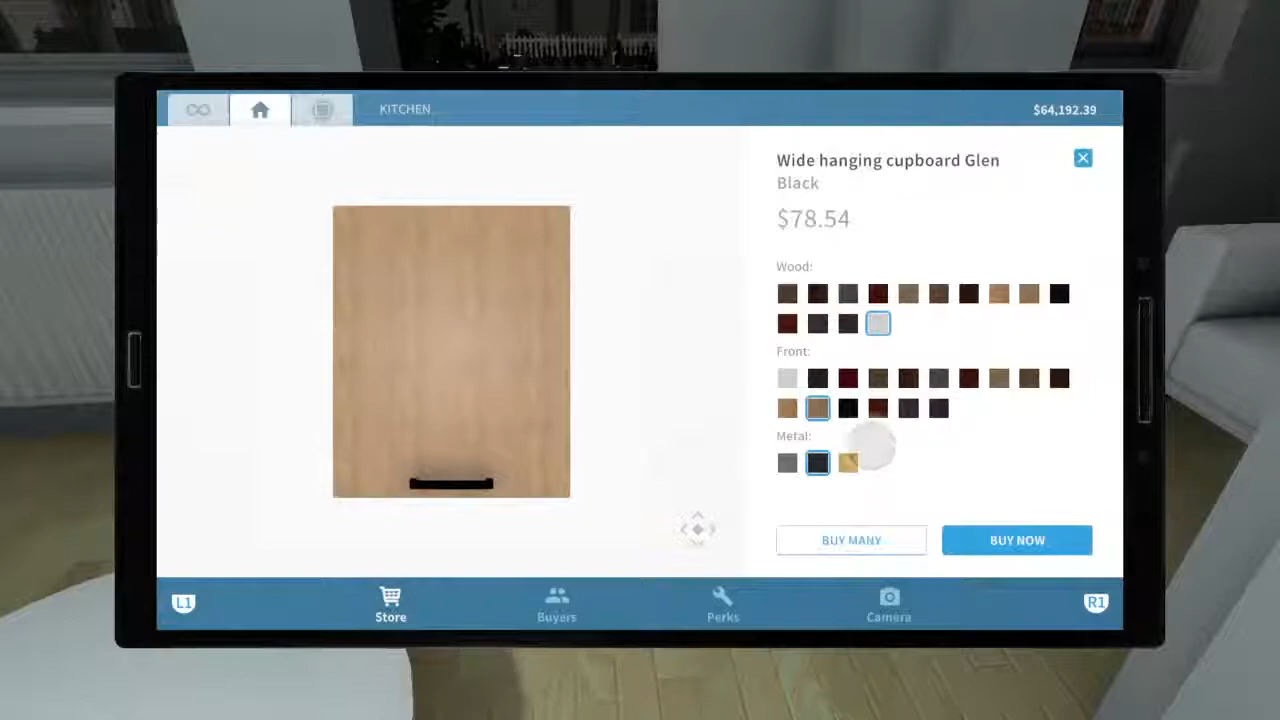 KITCHEN
$64,192.39
Wide hanging cupboard Glen
Black
$78.54
Wood:
Front:
Metal:
BUY MANY
BUY NOW
L1
Store
Buyers
Perks
Camera
R1